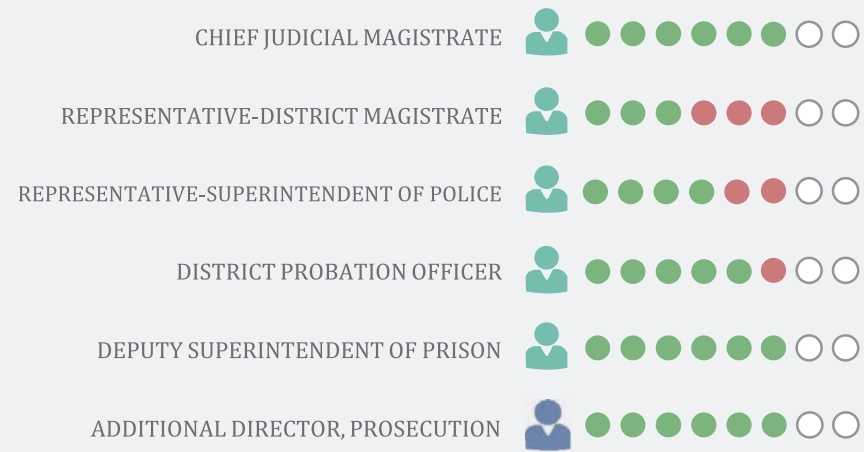 CHIEF JUDICIAL MAGISTRATE
REPRESENTATIVE-DISTRICT MAGISTRATE
REPRESENTATIVE-SUPERINTENDENT OF POLICE
DISTRICT PROBATION OFFICER
DEPUTY SUPERINTENDENT OF PRISON
ADDITIONAL DIRECTOR, PROSECUTION